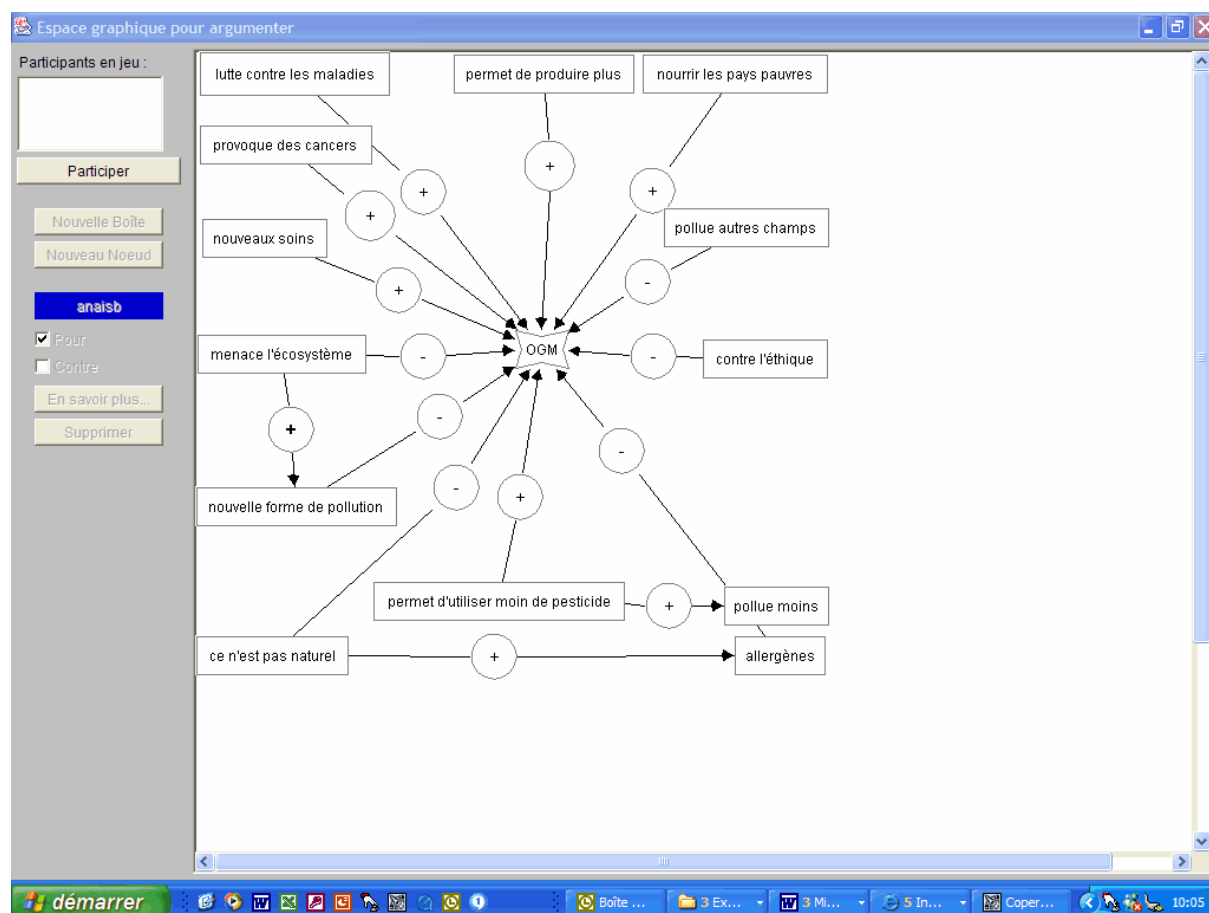 Espace graphique pour argumenter
Participants en jeu :
Participer
Nouvelle Boîte
Nouveau Noeud
anaisb
Pour
Contre
En savoir plus...
Supprimer
lutte contre les maladies
permet de produire plus
nourrir les pays pauvres
provoque des cancers
+
+
+
+
nouveaux soins
pollue autres champs
+
-
menace l'écosystème
-
OGM
-
contre l'éthique
+
-
-
nouvelle forme de pollution
-
+
permet d'utiliser moin de pesticide
+
pollue moins
ce n'est pas naturel
+
allergènes
démarrer
Boîte ...
3 Ex...
3 Mi...
5 In...
Coper...
10:05